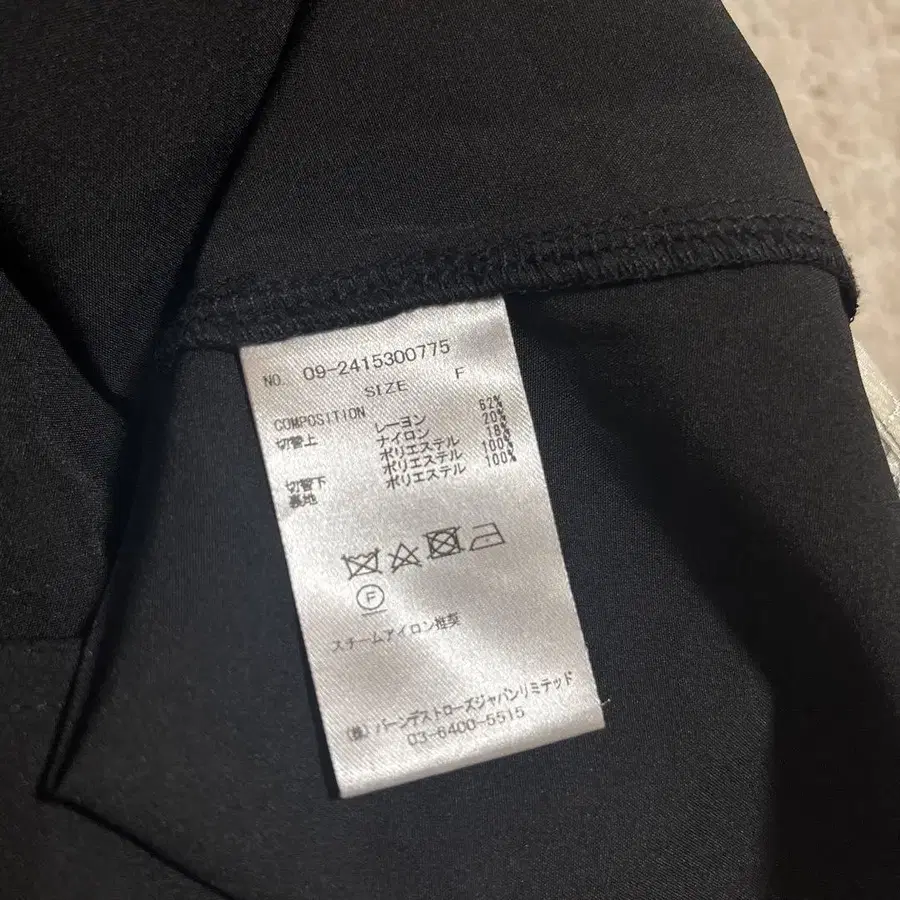 NO. 09-2415300775
SIZE F
COMPOSITION
切替上 レーヨン 62%
ナイロン 20%
ポリエステル 18%
切替下 ポリエステル 100%
裏地 ポリエステル 100%
F
スチームアイロン推奨
(株)バーンデストローズジャパンリミテッド
03-6400-5515